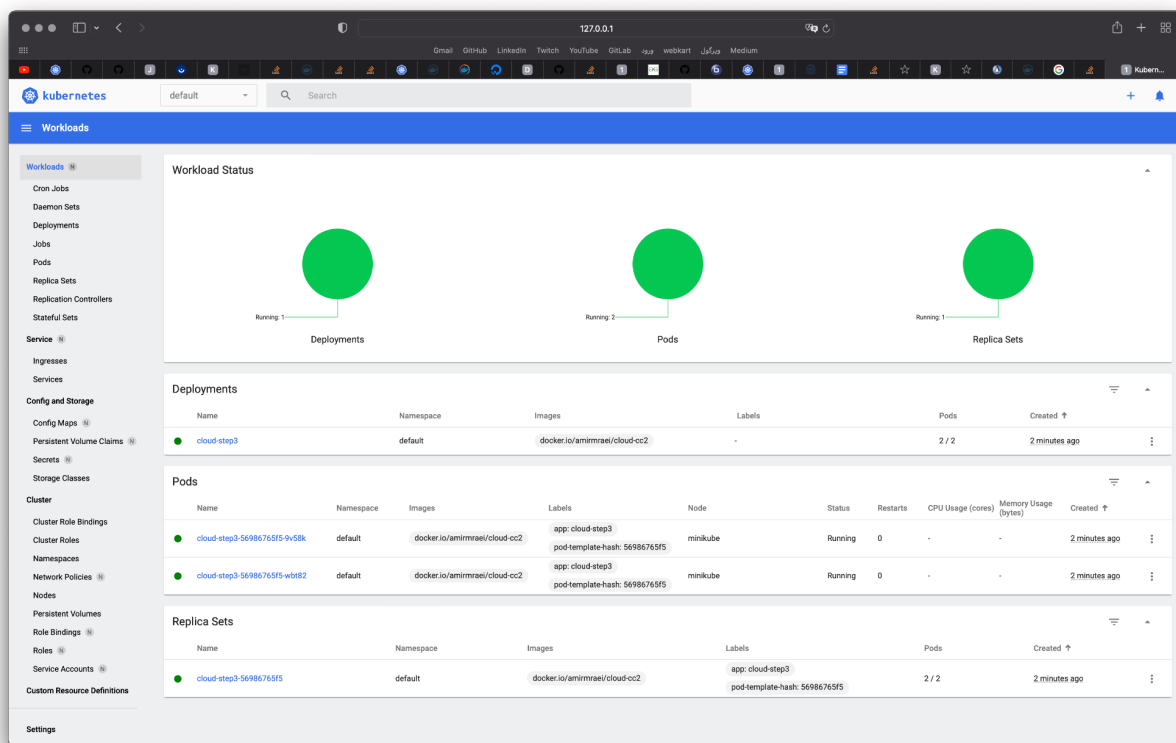 127.0.0.1
Gmail GitHub LinkedIn Twitch YouTube GitLab ورود webkart ویرگول Medium
1 Kubern...
kubernetes default Search
Workloads
Workloads N
Cron Jobs
Daemon Sets
Deployments
Jobs
Pods
Replica Sets
Replication Controllers
Stateful Sets
Service N
Ingresses
Services
Config and Storage
Config Maps N
Persistent Volume Claims N
Secrets N
Storage Classes
Cluster
Cluster Role Bindings
Cluster Roles
Namespaces
Network Policies N
Nodes
Persistent Volumes
Role Bindings N
Roles N
Service Accounts N
Custom Resource Definitions
Settings
Workload Status
Running: 1 Running: 2 Running: 1
Deployments Pods Replica Sets
Deployments
Name Namespace Images Labels Pods Created ↑
cloud-step3 default docker.io/amirmraei/cloud-cc2 - 2 / 2 2 minutes ago
Pods
Name Namespace Images Labels Node Status Restarts CPU Usage (cores) Memory Usage (bytes) Created ↑
cloud-step3-56986765f5-9v58k default docker.io/amirmraei/cloud-cc2 app: cloud-step3 minikube Running 0 - - 2 minutes ago
pod-template-hash: 56986765f5
cloud-step3-56986765f5-wbt82 default docker.io/amirmraei/cloud-cc2 app: cloud-step3 minikube Running 0 - - 2 minutes ago
pod-template-hash: 56986765f5
Replica Sets
Name Namespace Images Labels Pods Created ↑
cloud-step3-56986765f5 default docker.io/amirmraei/cloud-cc2 app: cloud-step3 2 / 2 2 minutes ago
pod-template-hash: 56986765f5